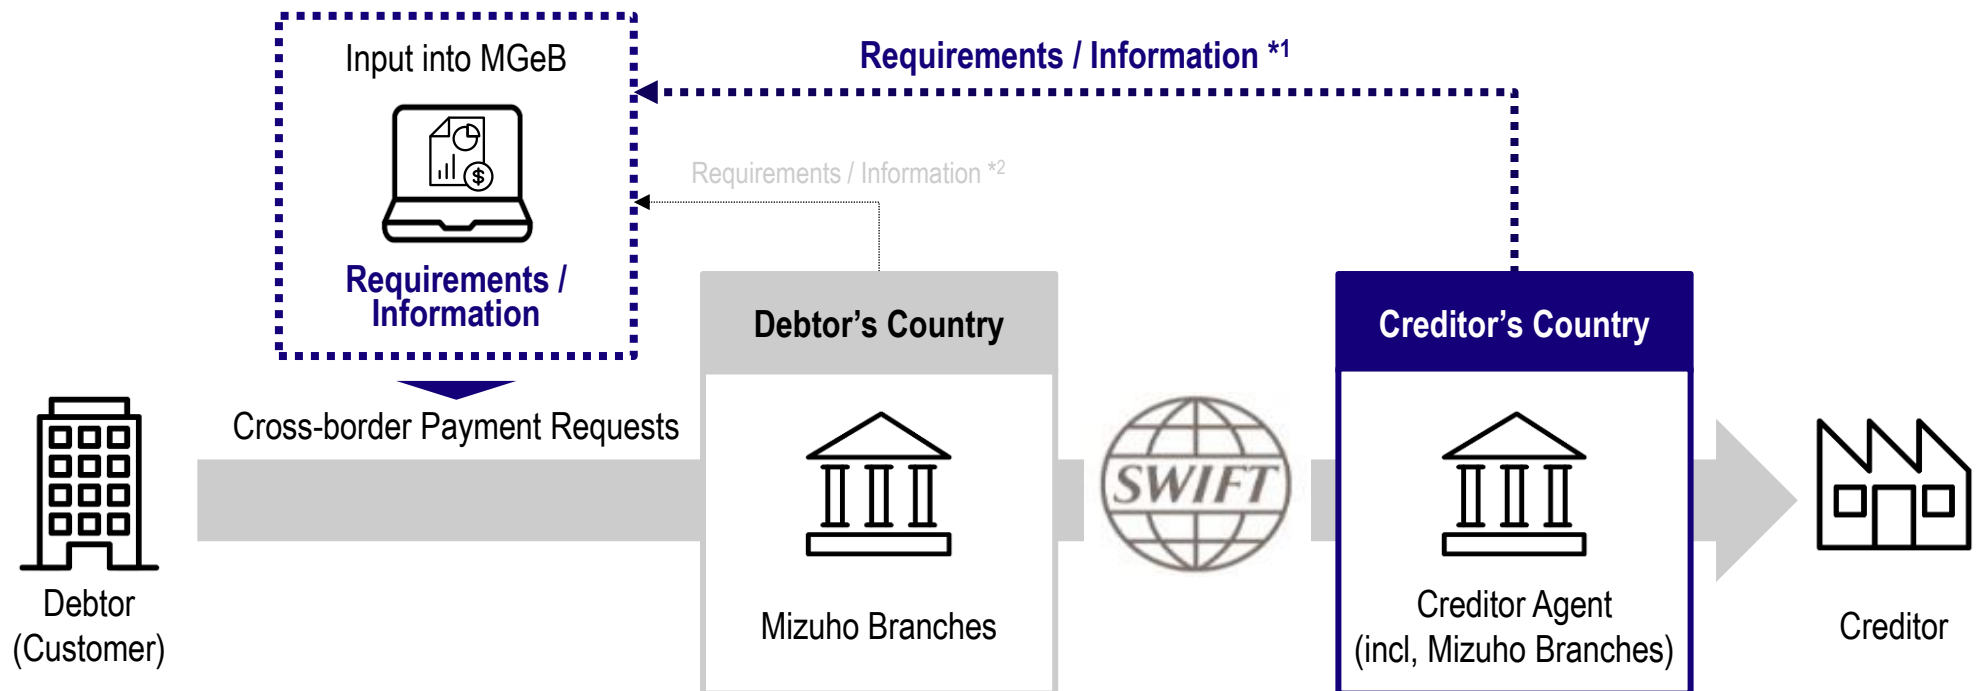 Input into MGeB
Requirements /
Information
Requirements / Information *1
Requirements / Information *2
Debtor’s Country
Creditor’s Country
Cross-border Payment Requests
SWIFT
Debtor
(Customer)
Mizuho Branches
Creditor Agent
(incl, Mizuho Branches)
Creditor